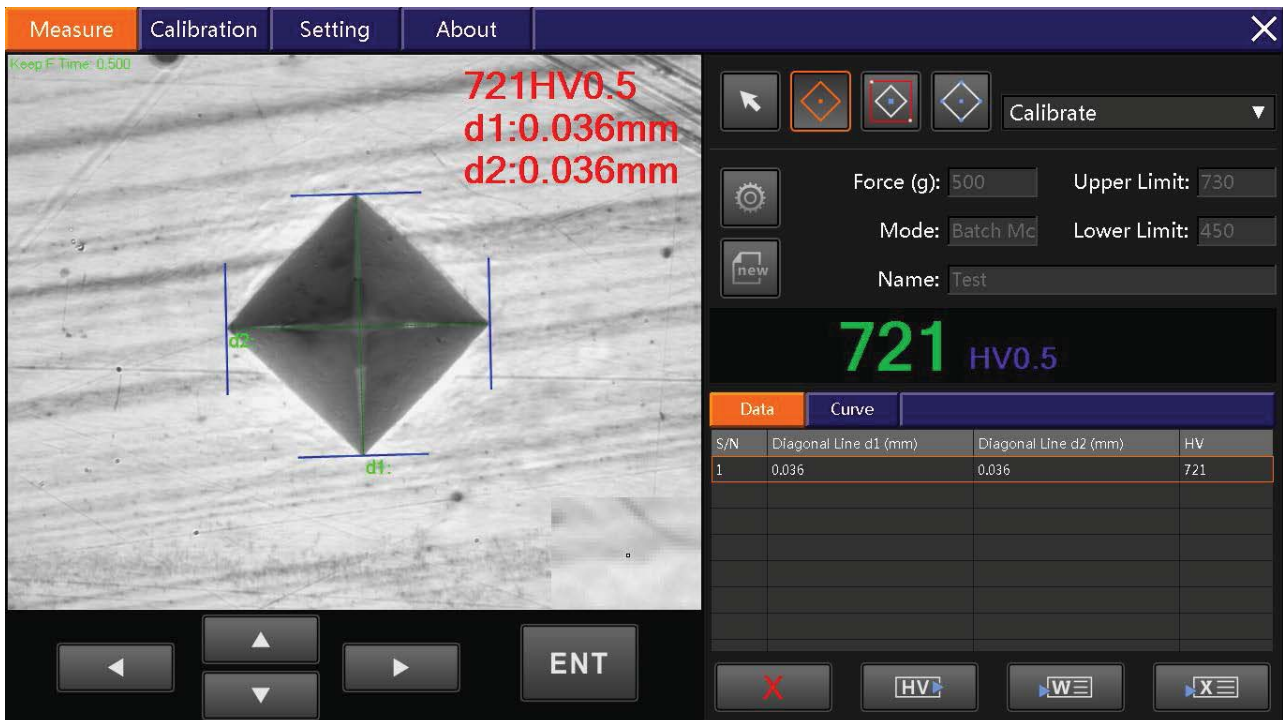 Measure Calibration Setting About
Keep F Time: 0.500
721HV0.5
d1:0.036mm
d2:0.036mm
d2:
d1:
ENT
Calibrate
Force (g): 500 Upper Limit: 730
Mode: Batch Mc Lower Limit: 450
new
Name: Test
721 HV0.5
Data Curve
S/N Diagonal Line d1 (mm) Diagonal Line d2 (mm) HV
1 0.036 0.036 721
X HV W X